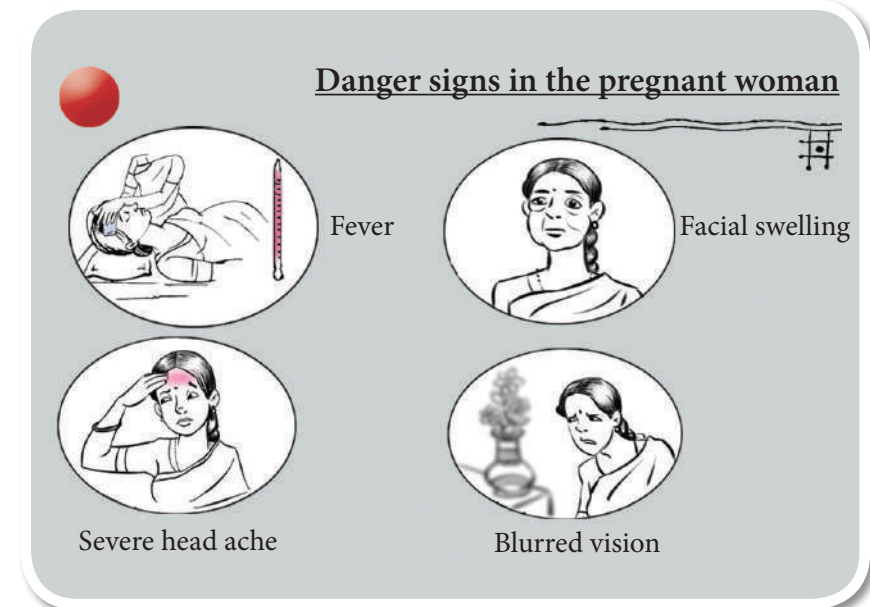 Danger signs in the pregnant woman
Fever
Facial swelling
Severe head ache
Blurred vision